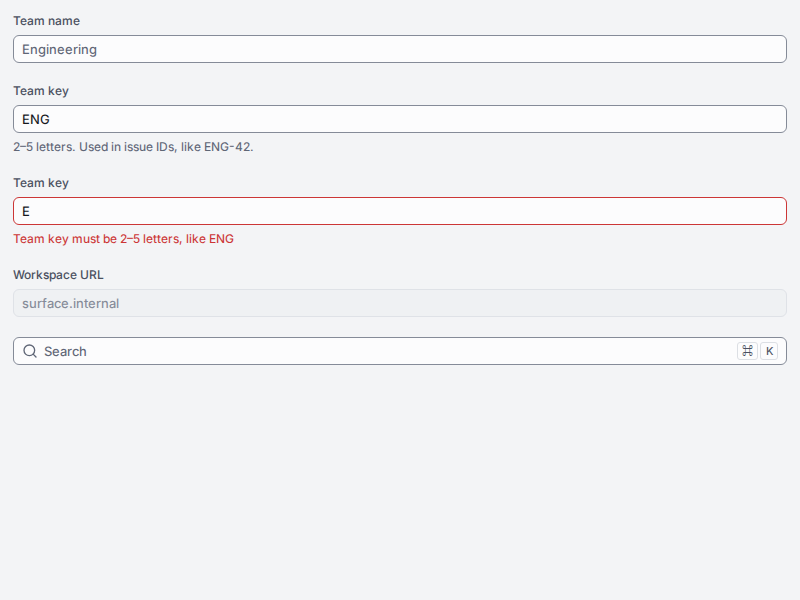 Team name
Engineering
Team key
ENG
2–5 letters. Used in issue IDs, like ENG-42.
Team key
E
Team key must be 2–5 letters, like ENG
Workspace URL
surface.internal
Search ⌘ K